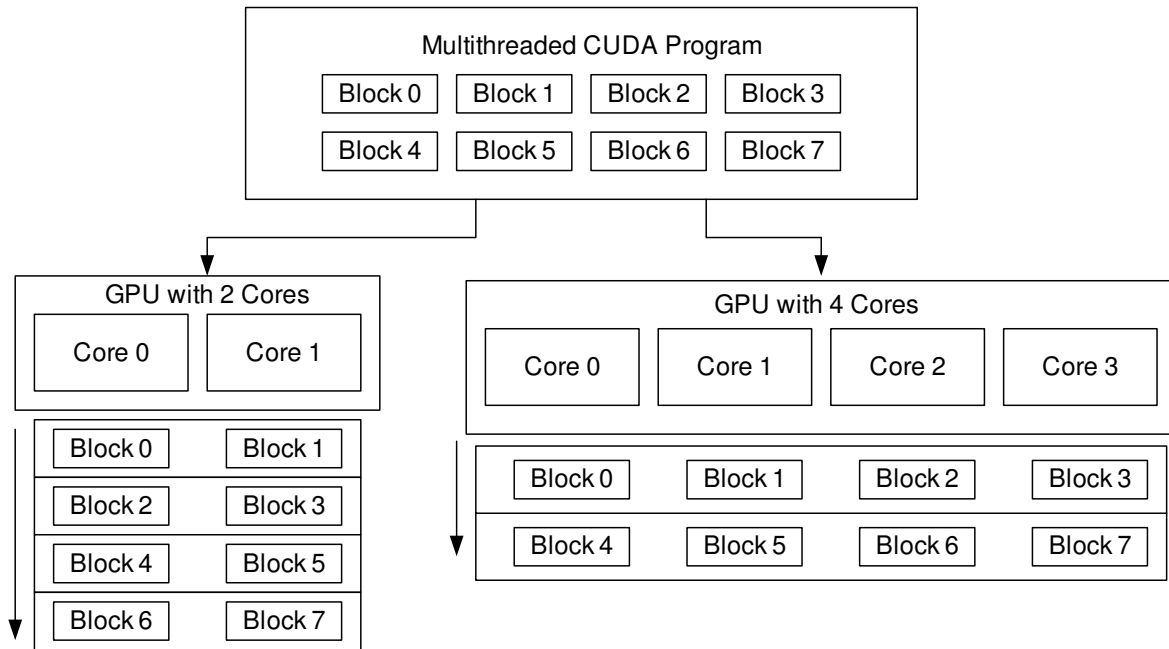 Multithreaded CUDA Program
Block 0 Block 1 Block 2 Block 3
Block 4 Block 5 Block 6 Block 7
GPU with 2 Cores
Core 0 Core 1
Block 0 Block 1
Block 2 Block 3
Block 4 Block 5
Block 6 Block 7
GPU with 4 Cores
Core 0 Core 1 Core 2 Core 3
Block 0 Block 1 Block 2 Block 3
Block 4 Block 5 Block 6 Block 7